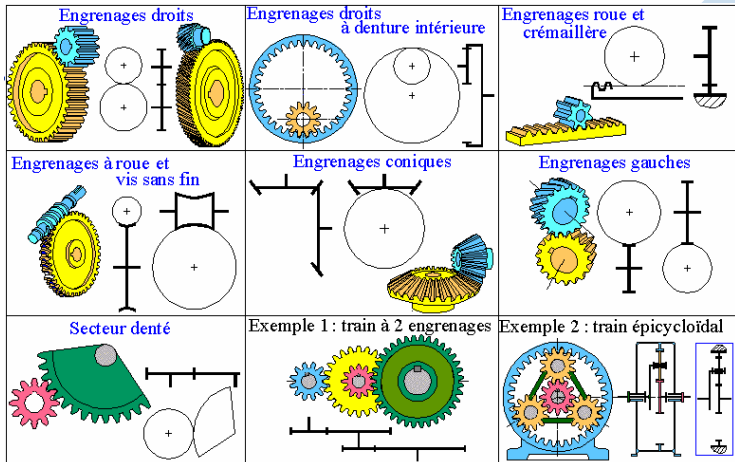 Engrenages droits
Engrenages droits
à denture intérieure
Engrenages roue et
crémaillère
Engrenages à roue et
vis sans fin
Engrenages coniques
Engrenages gauches
Secteur denté
Exemple 1 : train à 2 engrenages
Exemple 2 : train épicycloïdal